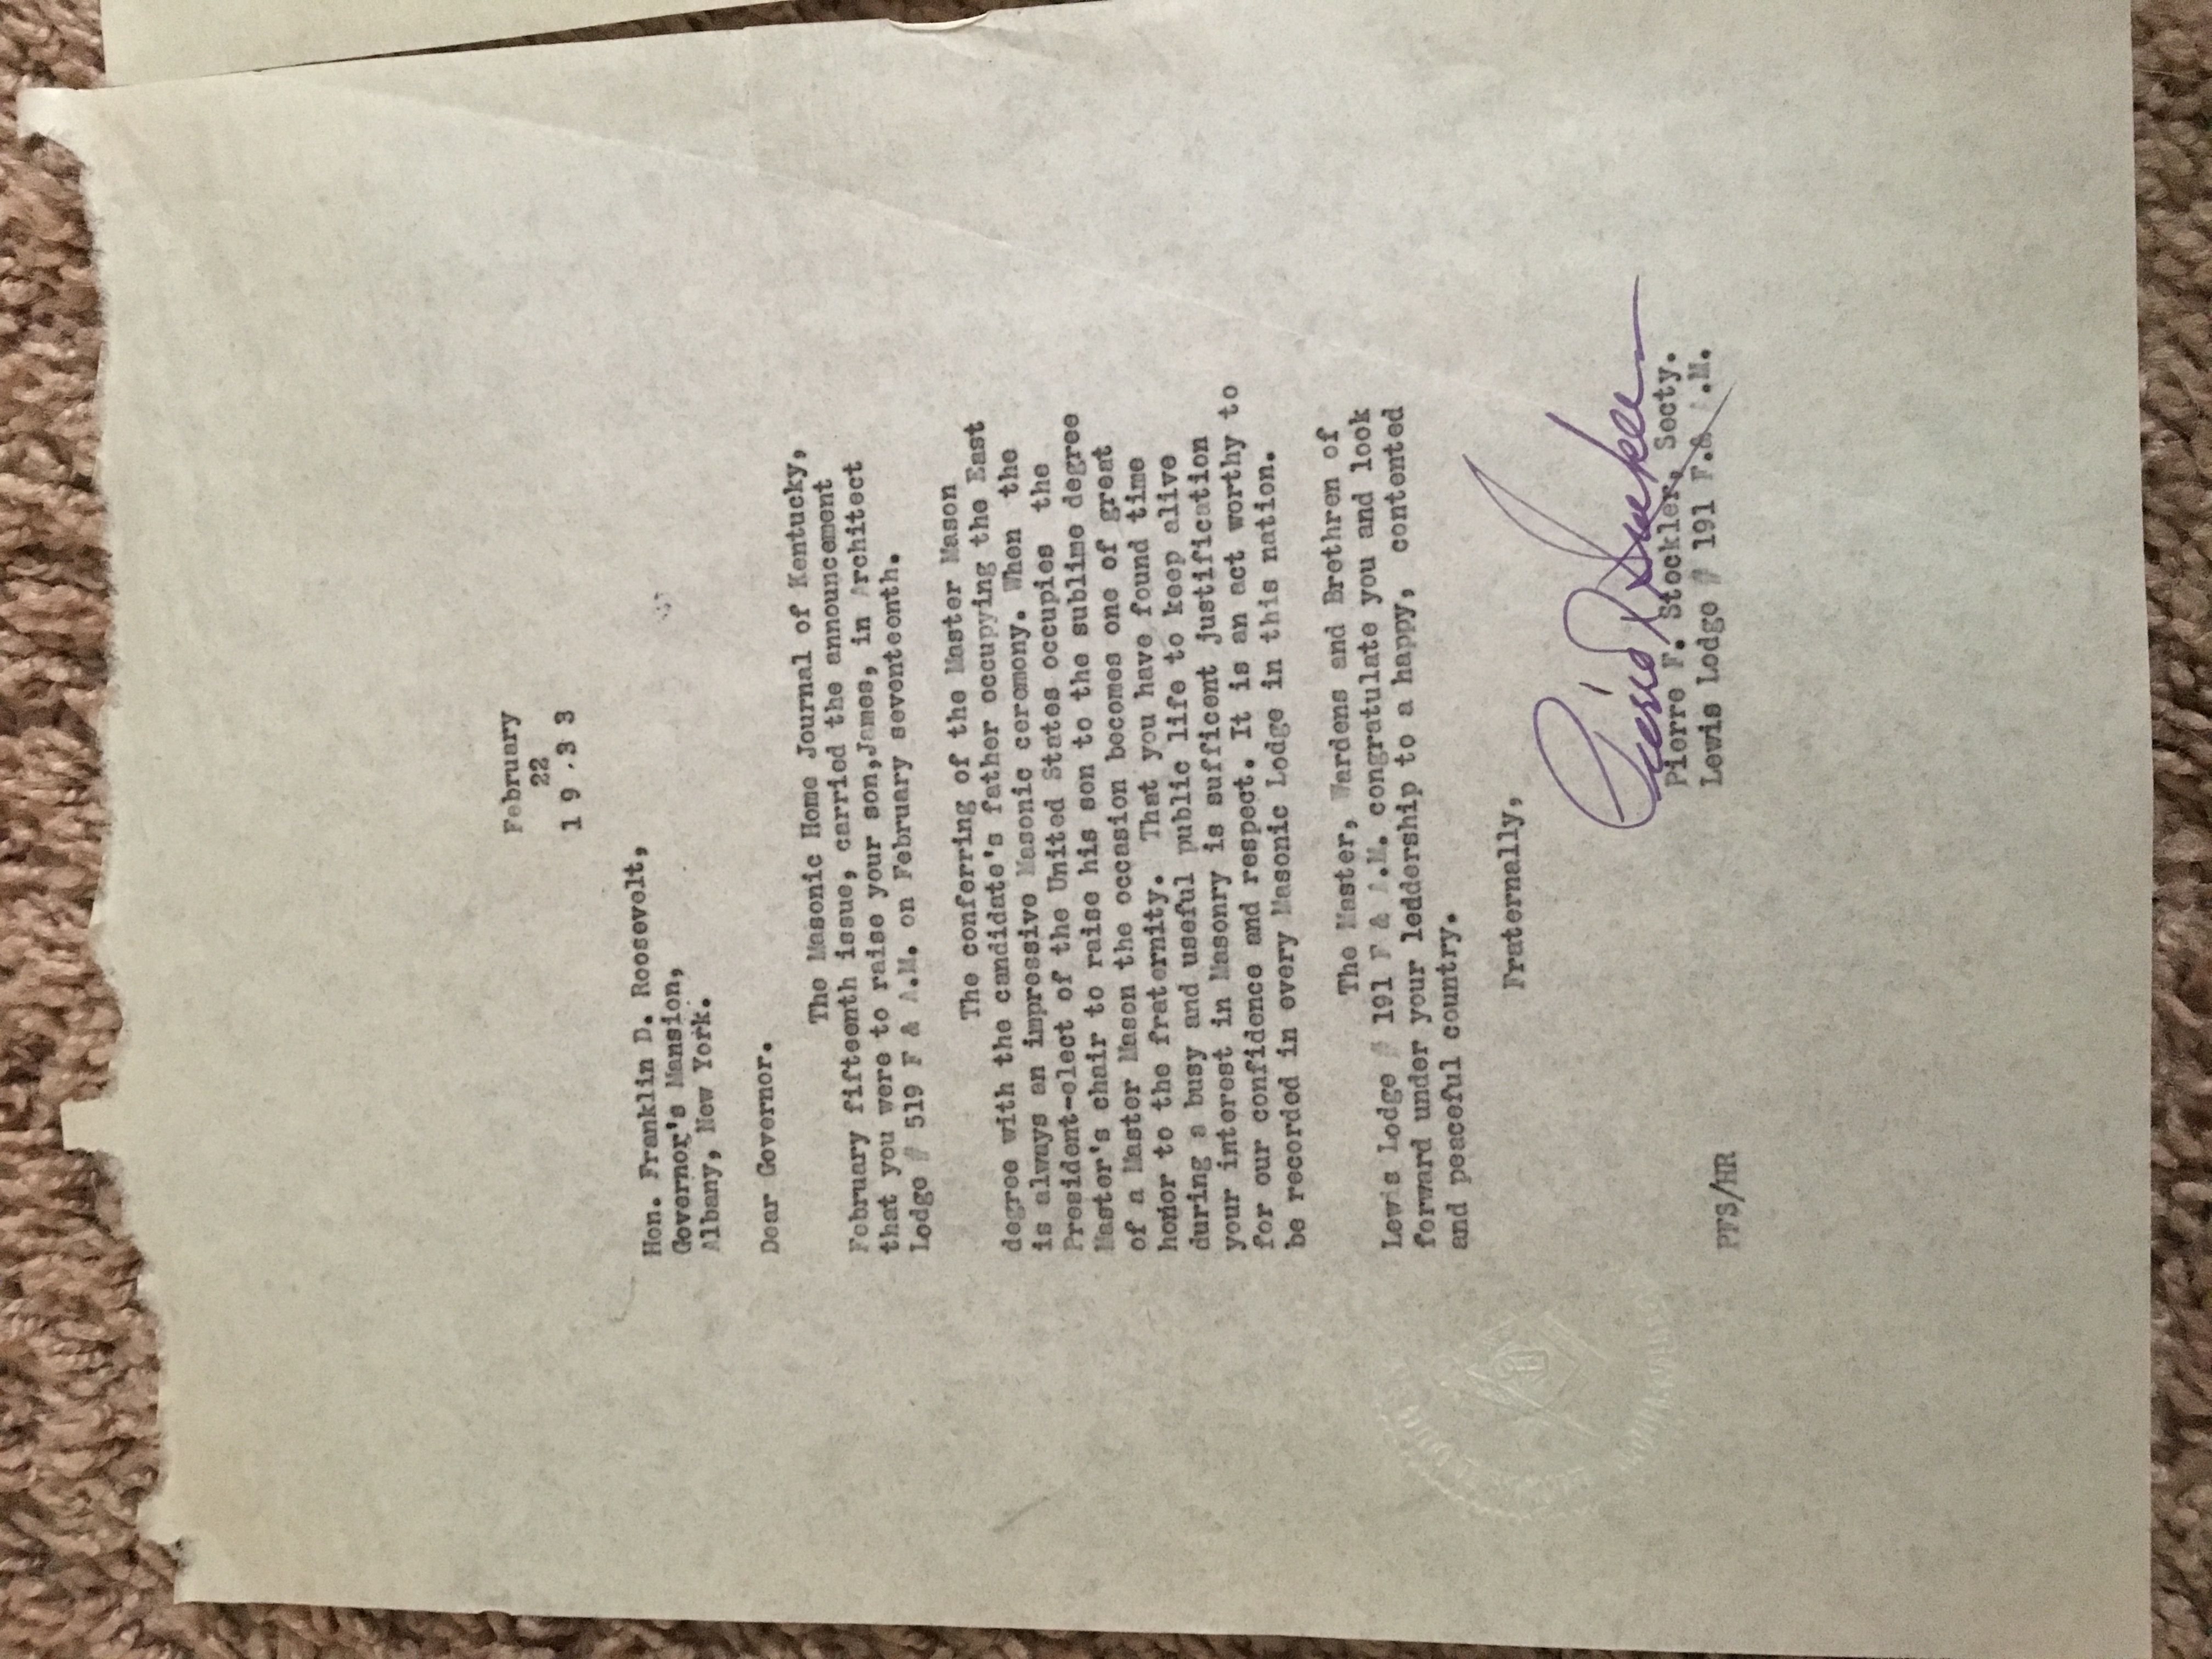 February
22
1 9 . 3 3
Hon. Franklin D. Roosevelt,
Governor's Mansion,
Albany, New York.
Dear Governor.
The Masonic Home Journal of Kentucky,
February fifteenth issue, carried the announcement
that you were to raise your son,James, in Architect
Lodge # 519 F & A.M. on February seventeenth.
The conferring of the Master Mason
degree with the candidate's father occupying the East
is always an impressive Masonic ceremony. When the
President-elect of the United States occupies the
Master's chair to raise his son to the sublime degree
of a Master Mason the occasion becomes one of great
honor to the fraternity. That you have found time
during a busy and useful public life to keep alive
your interest in Masonry is sufficent justification
for our confidence and respect. It is an act worthy to
be recorded in every Masonic Lodge in this nation.
The Master, Wardens and Brethren of
Lewis Lodge # 191 F & A.M. congratulate you and look
forward under your leddership to a happy, contented
and peaceful country.
Fraternally,
Pierre F. Stockler, Secty.
Lewis Lodge # 191 F.& A.M.
PFS/HR